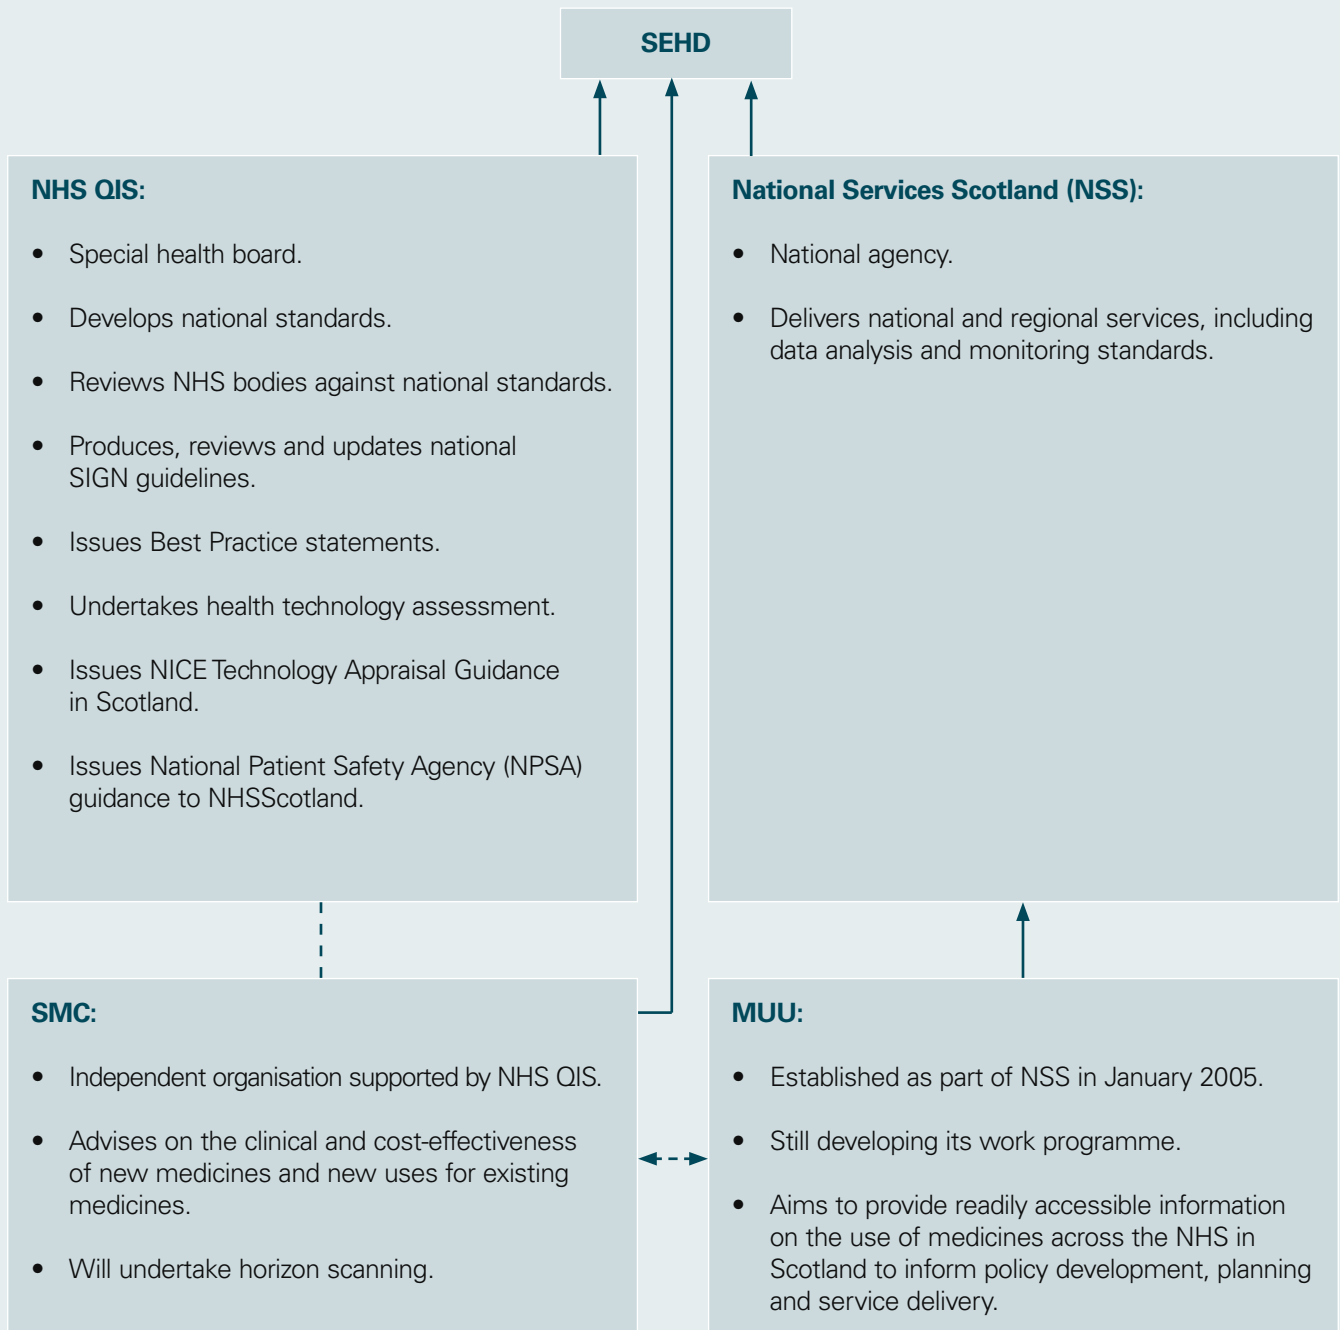 SEHD
NHS QIS:
• Special health board.
• Develops national standards.
• Reviews NHS bodies against national standards.
• Produces, reviews and updates national
SIGN guidelines.
• Issues Best Practice statements.
• Undertakes health technology assessment.
• Issues NICE Technology Appraisal Guidance
in Scotland.
• Issues National Patient Safety Agency (NPSA)
guidance to NHSScotland.
National Services Scotland (NSS):
• National agency.
• Delivers national and regional services, including
data analysis and monitoring standards.
SMC:
• Independent organisation supported by NHS QIS.
• Advises on the clinical and cost-effectiveness
of new medicines and new uses for existing
medicines.
• Will undertake horizon scanning.
MUU:
• Established as part of NSS in January 2005.
• Still developing its work programme.
• Aims to provide readily accessible information
on the use of medicines across the NHS in
Scotland to inform policy development, planning
and service delivery.